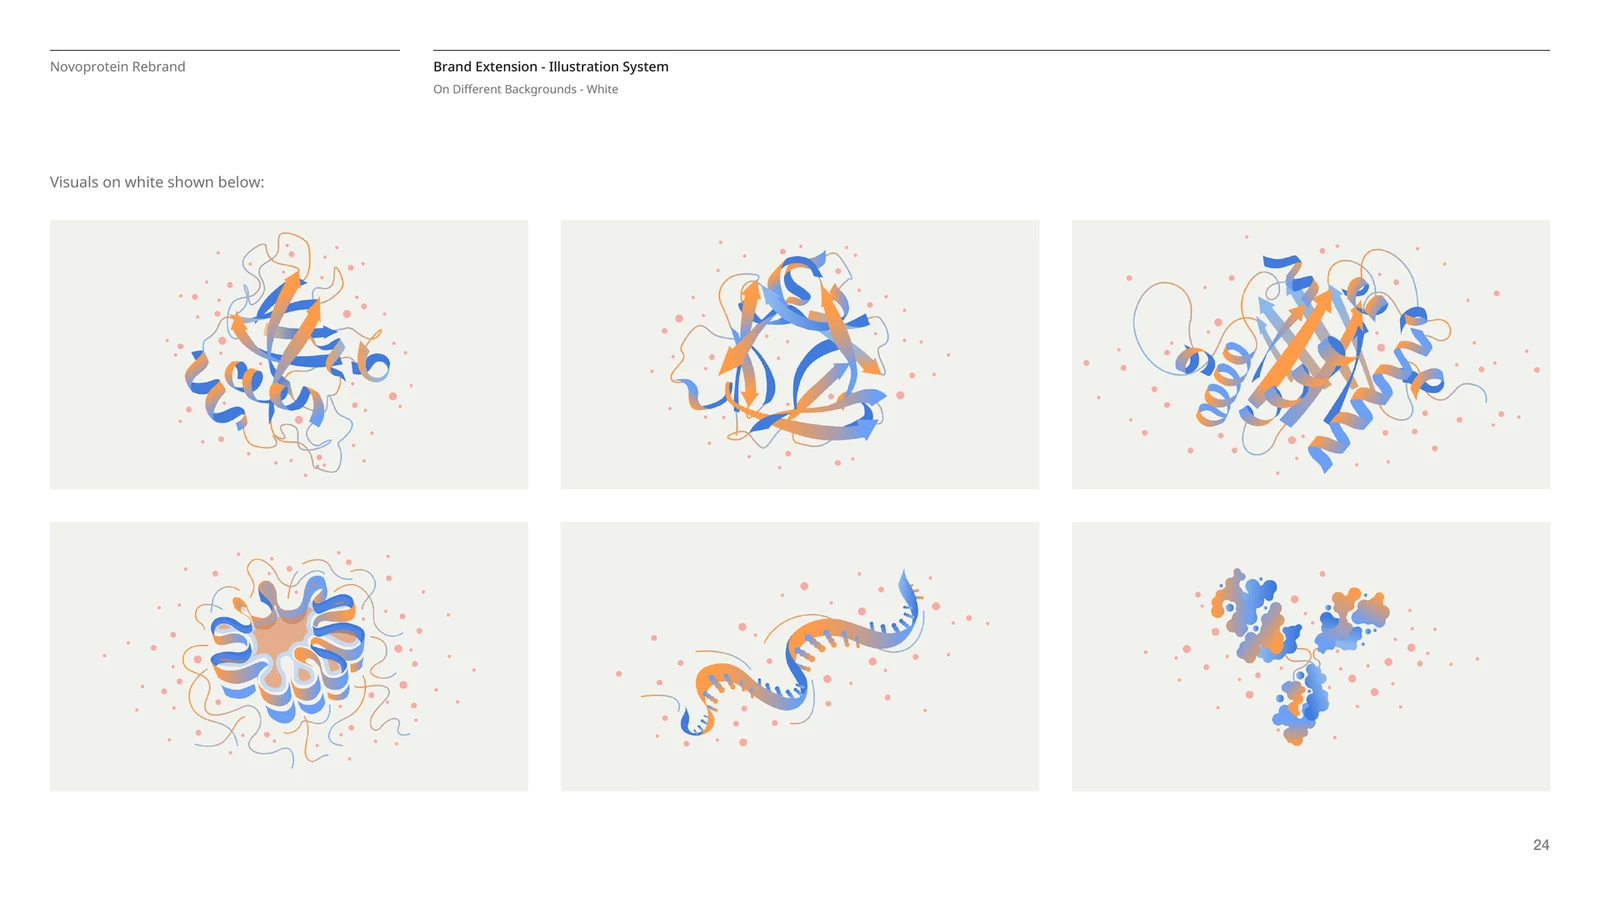 Novoprotein Rebrand
Brand Extension - Illustration System
On Different Backgrounds - White
Visuals on white shown below:
24